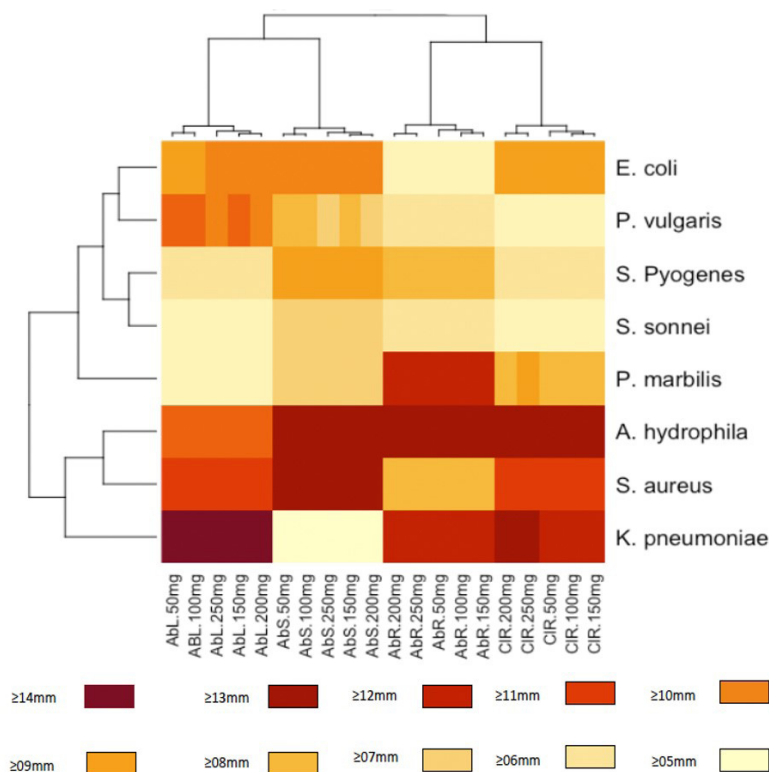 E. coli
P. vulgaris
S. Pyogenes
S. sonnei
P. marbilis
A. hydrophila
S. aureus
K. pneumoniae
AbL.50mg
ABL.100mg
AbL.250mg
AbL.150mg
AbL.200mg
AbS.50mg
AbS.100mg
AbS.250mg
AbS.150mg
AbS.200mg
AbR.200mg
AbR.250mg
AbR.50mg
AbR.100mg
AbR.150mg
CIR.200mg
CIR.250mg
CIR.50mg
CIR.100mg
CIR.150mg
≥14mm ≥13mm ≥12mm ≥11mm ≥10mm
≥09mm ≥08mm ≥07mm ≥06mm ≥05mm